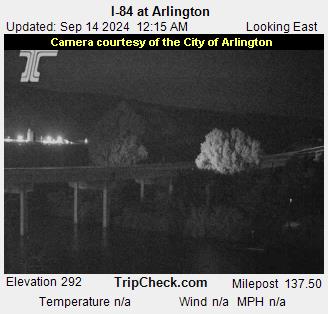 I-84 at Arlington
Updated: Sep 14 2024 12:15 AM Looking East
Camera courtesy of the City of Arlington
Elevation 292 TripCheck.com Milepost 137.50
Temperature n/a Wind n/a MPH n/a